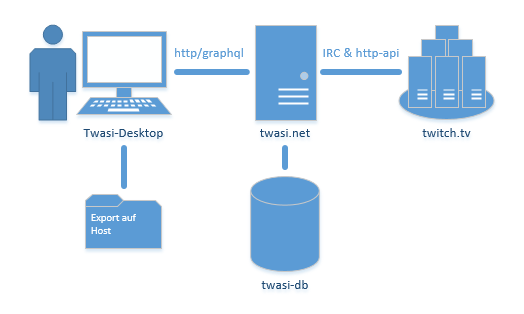 http/graphql
IRC & http-api
Twasi-Desktop
twasi.net
twitch.tv
Export auf
Host
twasi-db